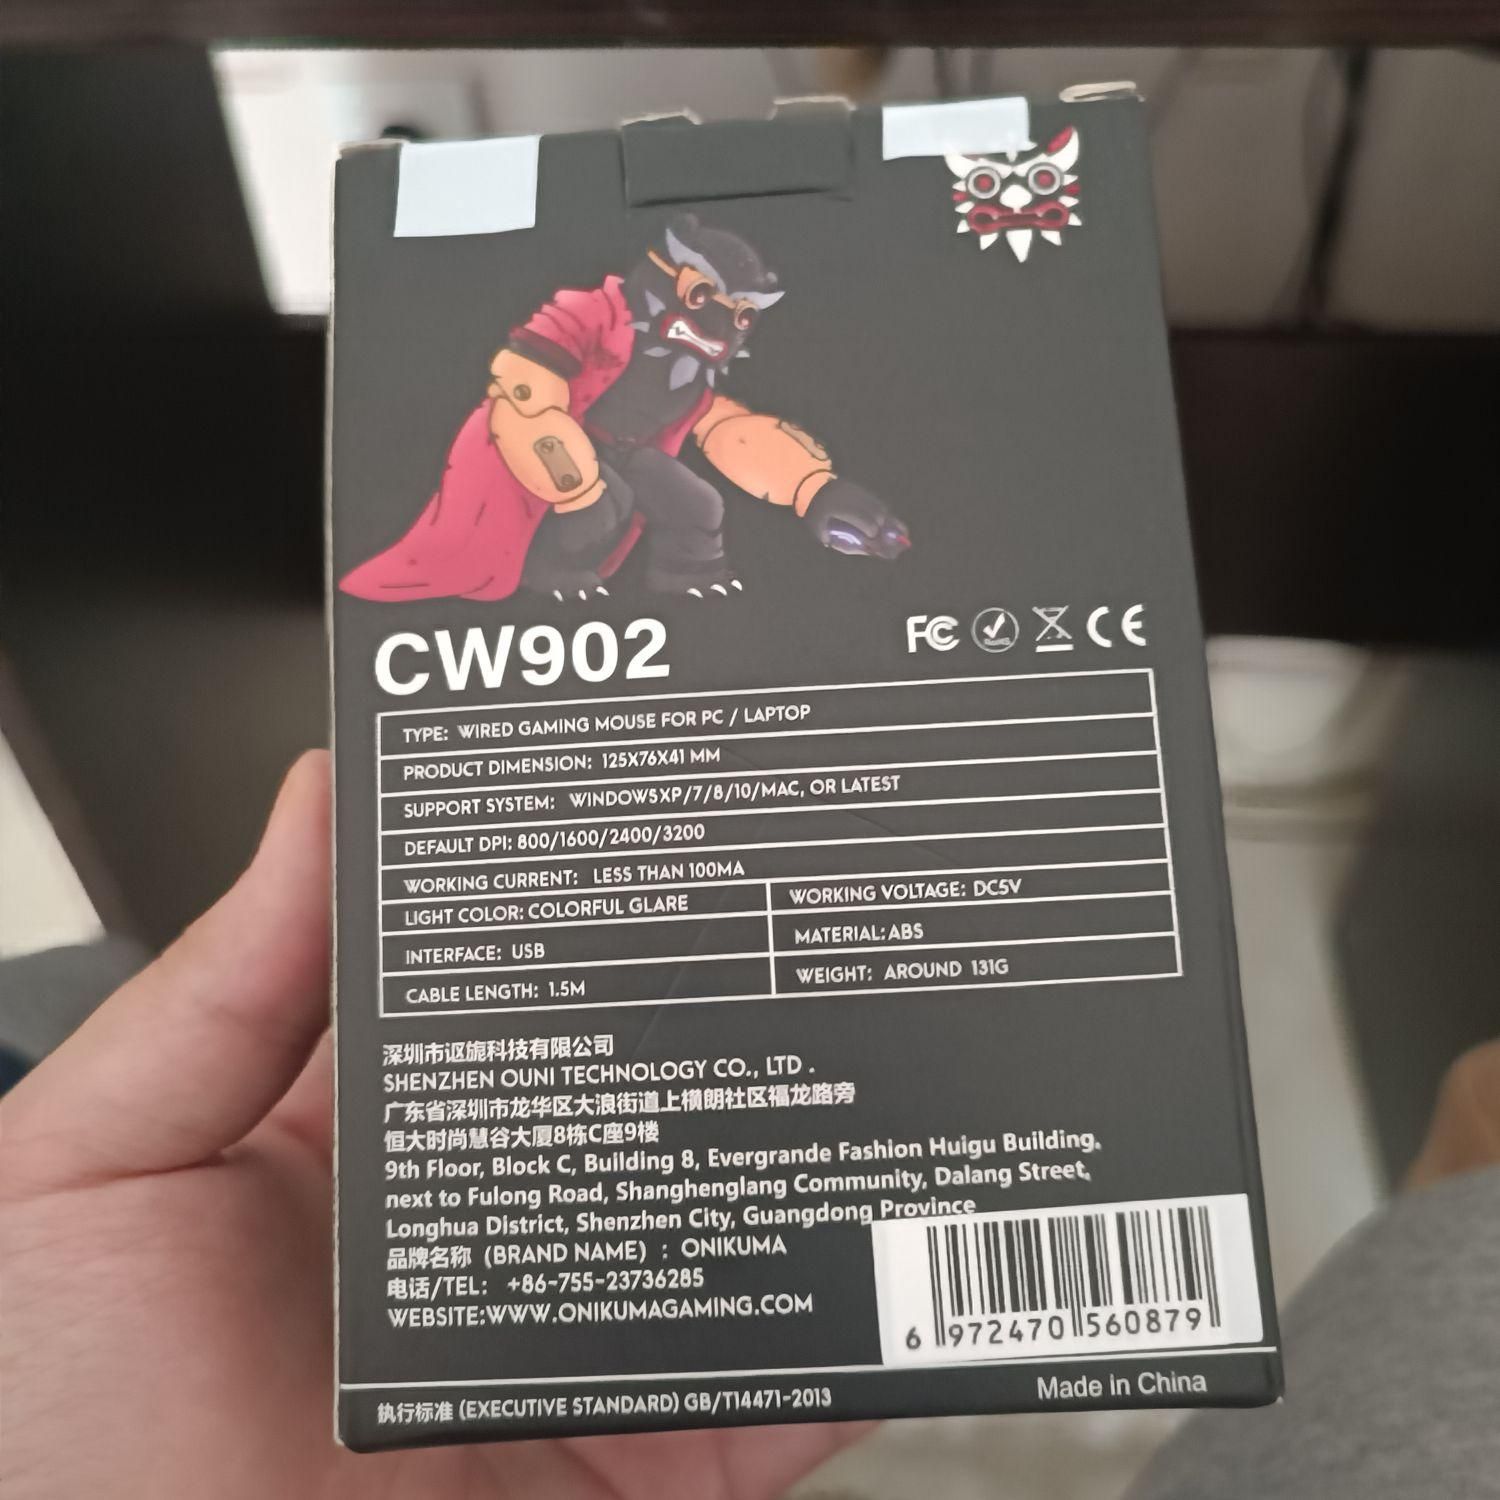 CW902
FC RoHS CE
TYPE: WIRED GAMING MOUSE FOR PC / LAPTOP
PRODUCT DIMENSION: 125X76X41 MM
SUPPORT SYSTEM: WINDOWSXP/7/8/10/MAC, OR LATEST
DEFAULT DPI: 800/1600/2400/3200
WORKING CURRENT: LESS THAN 100MA
LIGHT COLOR: COLORFUL GLARE
WORKING VOLTAGE: DC5V
INTERFACE: USB
MATERIAL: ABS
CABLE LENGTH: 1.5M
WEIGHT: AROUND 131G
深圳市讴旎科技有限公司
SHENZHEN OUNI TECHNOLOGY CO., LTD .
广东省深圳市龙华区大浪街道上横朗社区福龙路旁
恒大时尚慧谷大厦8栋C座9楼
9th Floor, Block C, Building 8, Evergrande Fashion Huigu Building.
next to Fulong Road, Shanghenglang Community, Dalang Street,
Longhua District, Shenzhen City, Guangdong Province
品牌名称 (BRAND NAME) : ONIKUMA
电话/TEL: +86-755-23736285
WEBSITE:WWW.ONIKUMAGAMING.COM
6 972470 560879
执行标准 (EXECUTIVE STANDARD) GB/T14471-2013
Made in China